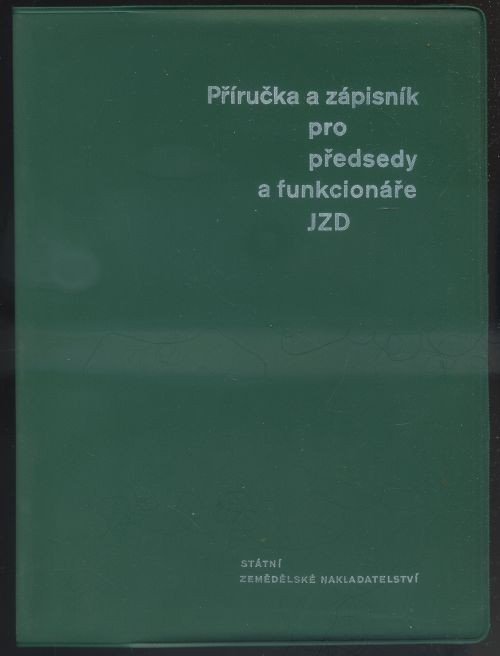 Příručka a zápisník
pro
předsedy
a funkcionáře
JZD
STÁTNÍ
ZEMĚDĚLSKÉ NAKLADATELSTVÍ